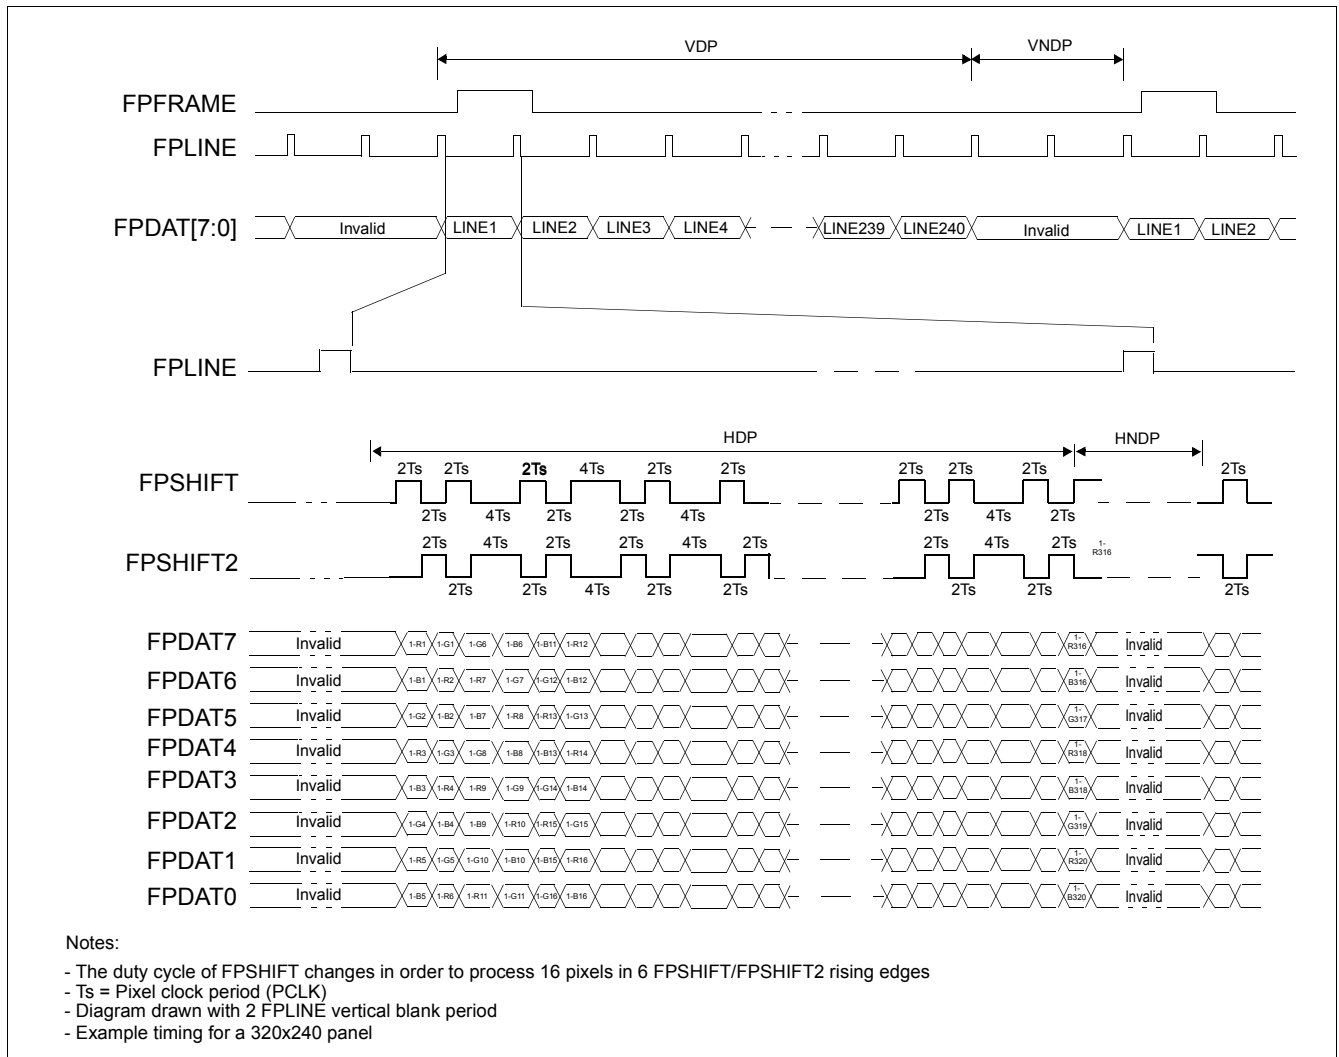 VDP VNDP
FPFRAME
FPLINE
FPDAT[7:0] Invalid LINE1 LINE2 LINE3 LINE4 LINE239 LINE240 Invalid LINE1 LINE2
FPLINE
HDP HNDP
2Ts 2Ts 2Ts 4Ts 2Ts 2Ts 2Ts 2Ts 2Ts 2Ts
FPSHIFT
2Ts 4Ts 2Ts 2Ts 4Ts 2Ts 4Ts 2Ts
2Ts 4Ts 2Ts 2Ts 4Ts 2Ts 2Ts 4Ts 2Ts 1-R316
FPSHIFT2
2Ts 2Ts 4Ts 2Ts 2Ts 2Ts 2Ts 2Ts
FPDAT7 Invalid 1-R1 1-G1 1-G6 1-B6 1-B11 1-R12 1-R316 Invalid
FPDAT6 Invalid 1-B1 1-R2 1-R7 1-G7 1-G12 1-B12 1-B316 Invalid
FPDAT5 Invalid 1-G2 1-B2 1-B7 1-R8 1-R13 1-G13 1-G317 Invalid
FPDAT4 Invalid 1-R3 1-G3 1-G8 1-B8 1-B13 1-R14 1-R318 Invalid
FPDAT3 Invalid 1-B3 1-R4 1-R9 1-G9 1-G14 1-B14 1-B318 Invalid
FPDAT2 Invalid 1-G4 1-B4 1-B9 1-R10 1-R15 1-G15 1-G319 Invalid
FPDAT1 Invalid 1-R5 1-G5 1-G10 1-B10 1-B15 1-R16 1-R320 Invalid
FPDAT0 Invalid 1-B5 1-R6 1-R11 1-G11 1-G16 1-B16 1-B320 Invalid
Notes:
- The duty cycle of FPSHIFT changes in order to process 16 pixels in 6 FPSHIFT/FPSHIFT2 rising edges
- Ts = Pixel clock period (PCLK)
- Diagram drawn with 2 FPLINE vertical blank period
- Example timing for a 320x240 panel